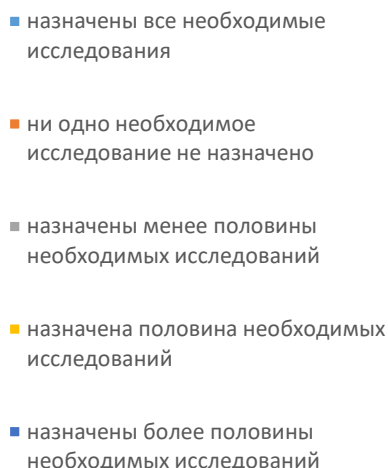 назначены все необходимые
исследования
ни одно необходимое
исследование не назначено
назначены менее половины
необходимых исследований
назначена половина необходимых
исследований
назначены более половины
необходимых исследований